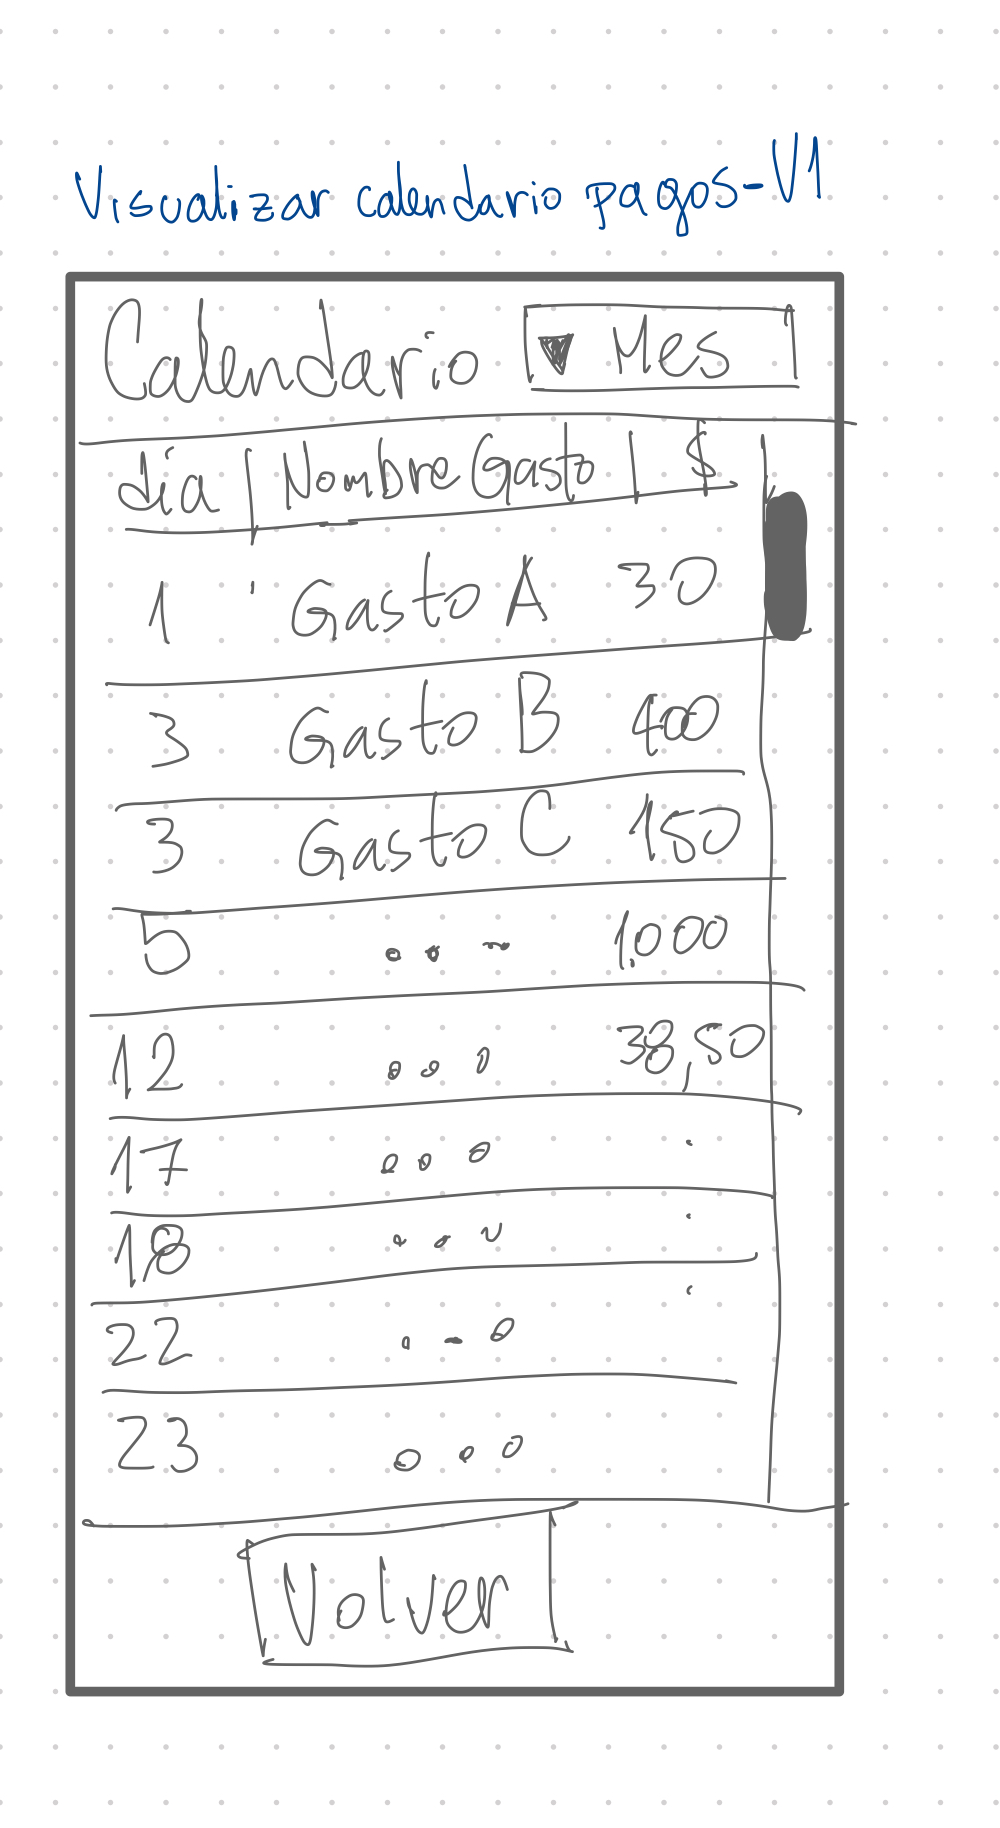 Visualizar calendario pagos-V1
Calendario ▼ Mes
día | Nombre Gasto | $
1 Gasto A 30
3 Gasto B 400
3 Gasto C 150
5 ... 1.000
12 ... 38,50
17 ... .
18 ... .
22 ... .
23 ...
Volver